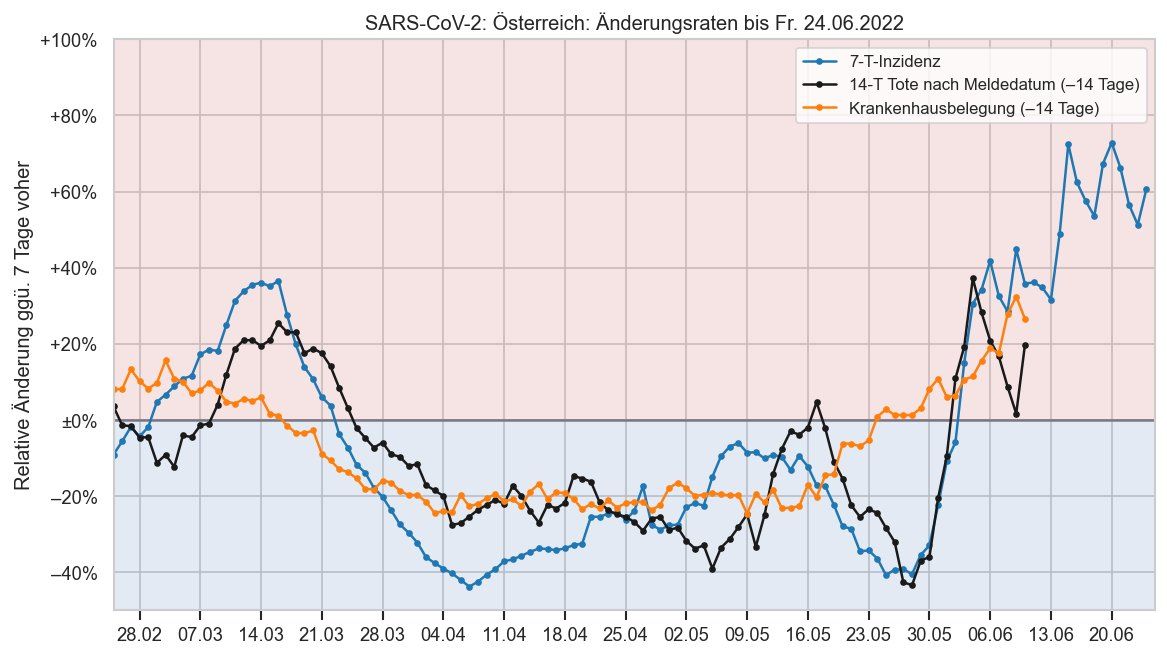 SARS-CoV-2: Österreich: Änderungsraten bis Fr. 24.06.2022
7-T-Inzidenz
14-T Tote nach Meldedatum (–14 Tage)
Krankenhausbelegung (–14 Tage)
Relative Änderung ggü. 7 Tage voher
+100%
+80%
+60%
+40%
+20%
±0%
–20%
–40%
28.02 07.03 14.03 21.03 28.03 04.04 11.04 18.04 25.04 02.05 09.05 16.05 23.05 30.05 06.06 13.06 20.06